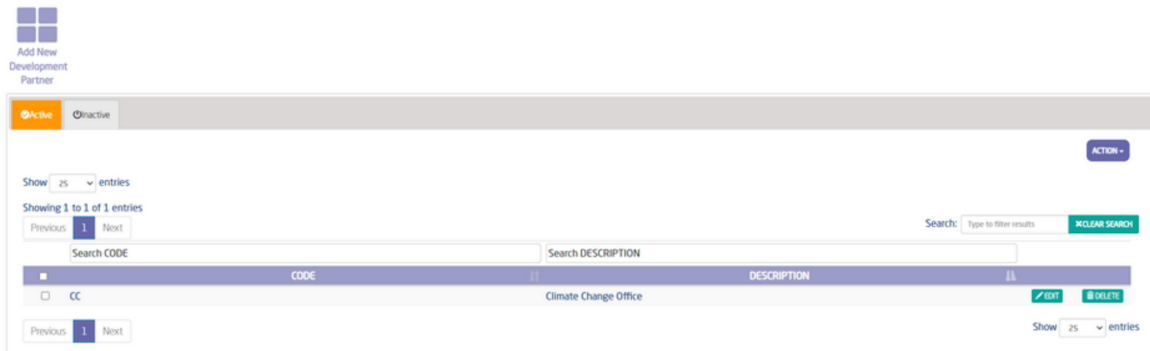 Add New
Development
Partner
Active Inactive
ACTION
Show 25 entries
Showing 1 to 1 of 1 entries
Previous 1 Next
Search: Type to filter results CLEAR SEARCH
Search CODE Search DESCRIPTION
CODE DESCRIPTION
CC Climate Change Office EDIT DELETE
Previous 1 Next
Show 25 entries